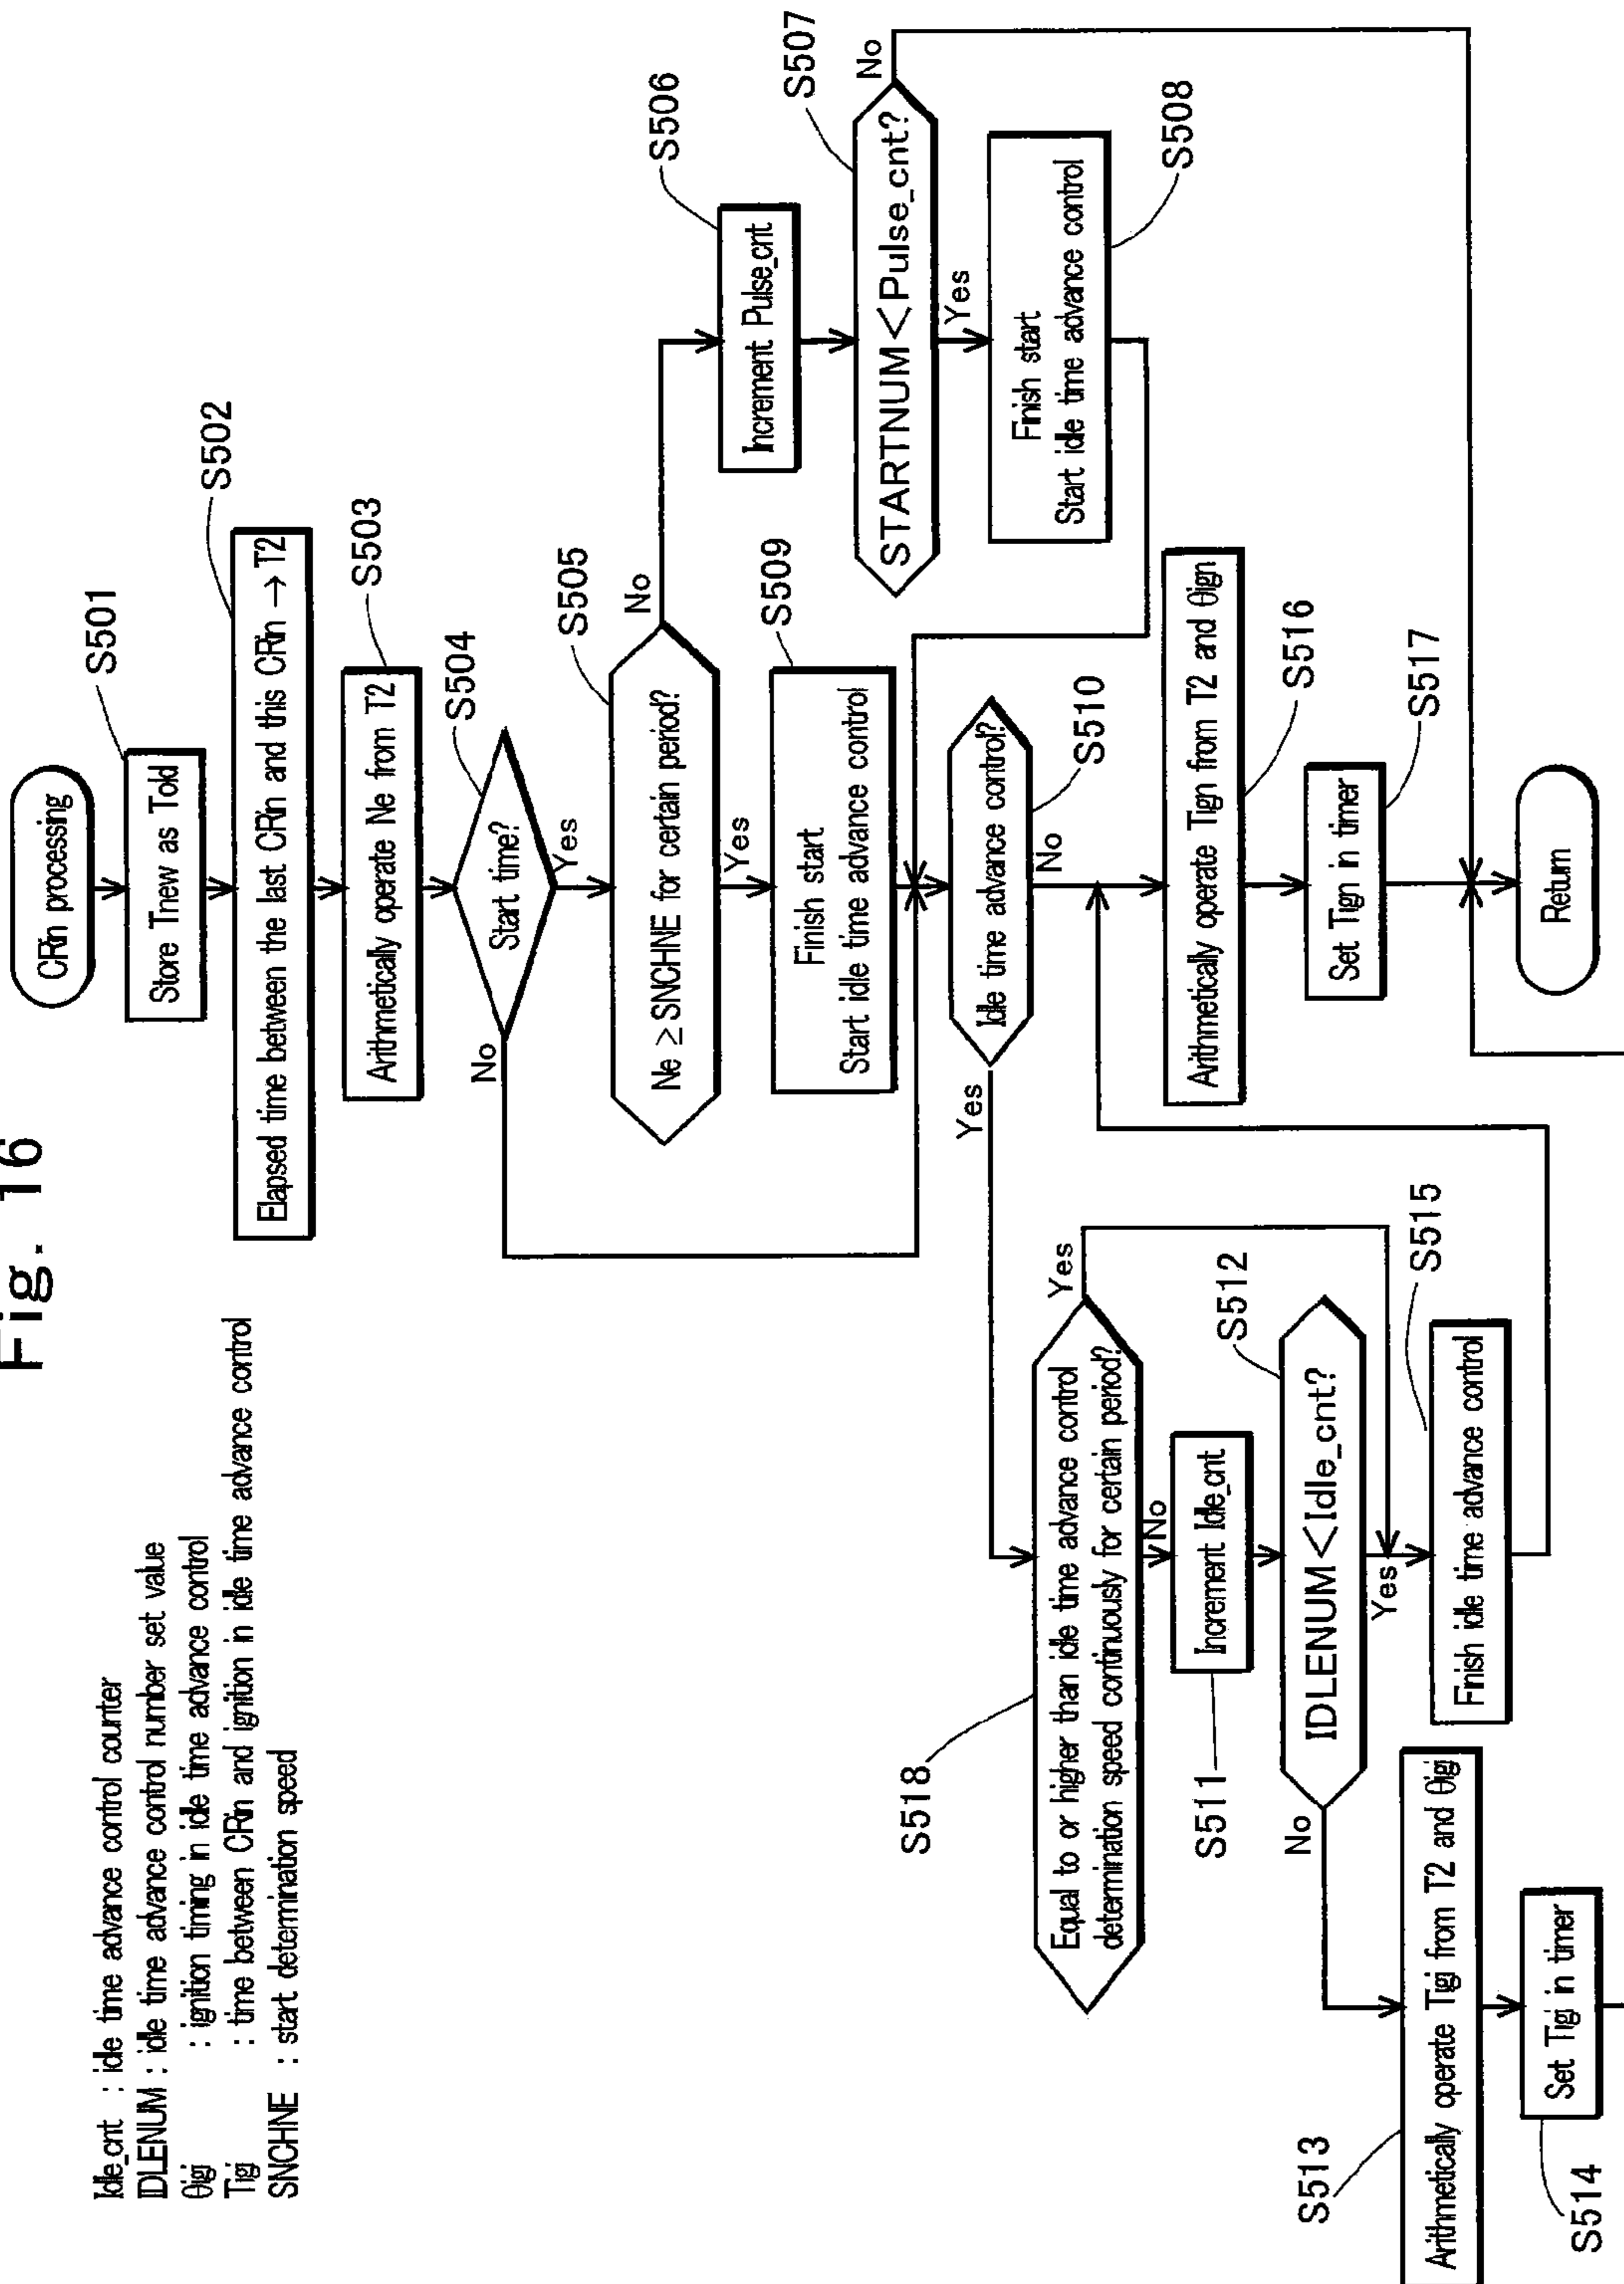 Fig. 16
Idle_cnt : idle time advance control counter
IDLENUM : idle time advance control number set value
θigi : ignition timing in idle time advance control
Tigi : time between CRin and ignition in idle time advance control
SNCHNE : start determination speed
CRin processing
S501
Store Tnew as Told
S502
Elapsed time between the last CRin and this CRin → T2
S503
Arithmetically operate Ne from T2
S504
Start time?
No
Yes
S505
Ne ≥ SNCHNE for certain period?
No
Yes
S506
Increment Pulse_cnt
S507
STARTNUM<Pulse_cnt?
No
Yes
S508
Finish start
Start idle time advance control
S509
Finish start
Start idle time advance control
S510
Idle time advance control?
Yes
No
S518
Equal to or higher than idle time advance control
determination speed continuously for certain period?
Yes
No
S511
Increment Idle_cnt
S512
IDLENUM<Idle_cnt?
No
Yes
S513
Arithmetically operate Tigi from T2 and θigi
S514
Set Tigi in timer
S515
Finish idle time advance control
S516
Arithmetically operate Tign from T2 and θign
S517
Set Tign in timer
Return